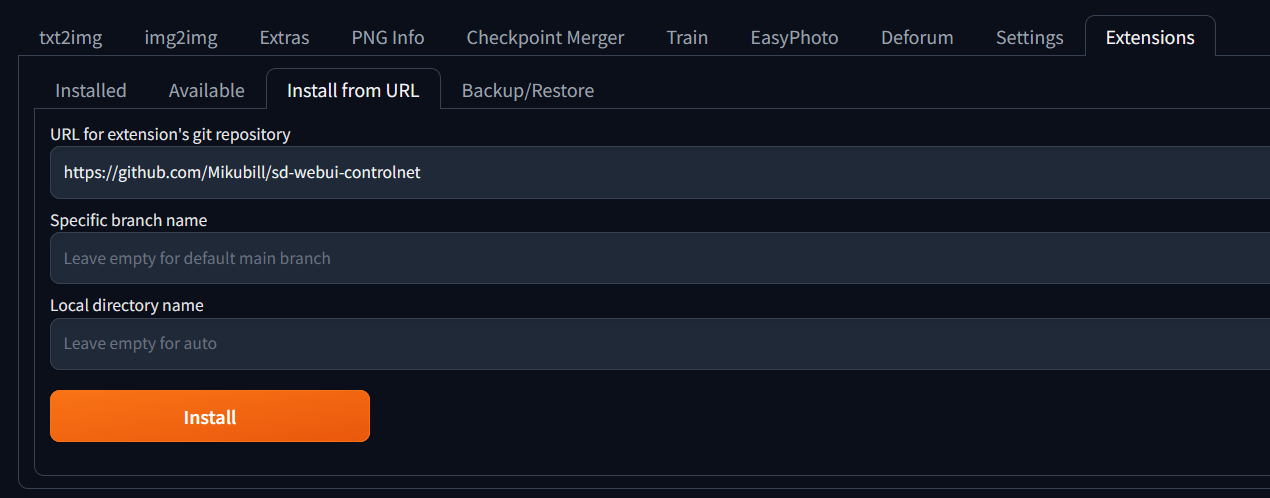 txt2img img2img Extras PNG Info Checkpoint Merger Train EasyPhoto Deforum Settings Extensions
Installed Available Install from URL Backup/Restore
URL for extension's git repository
https://github.com/Mikubill/sd-webui-controlnet
Specific branch name
Leave empty for default main branch
Local directory name
Leave empty for auto
Install